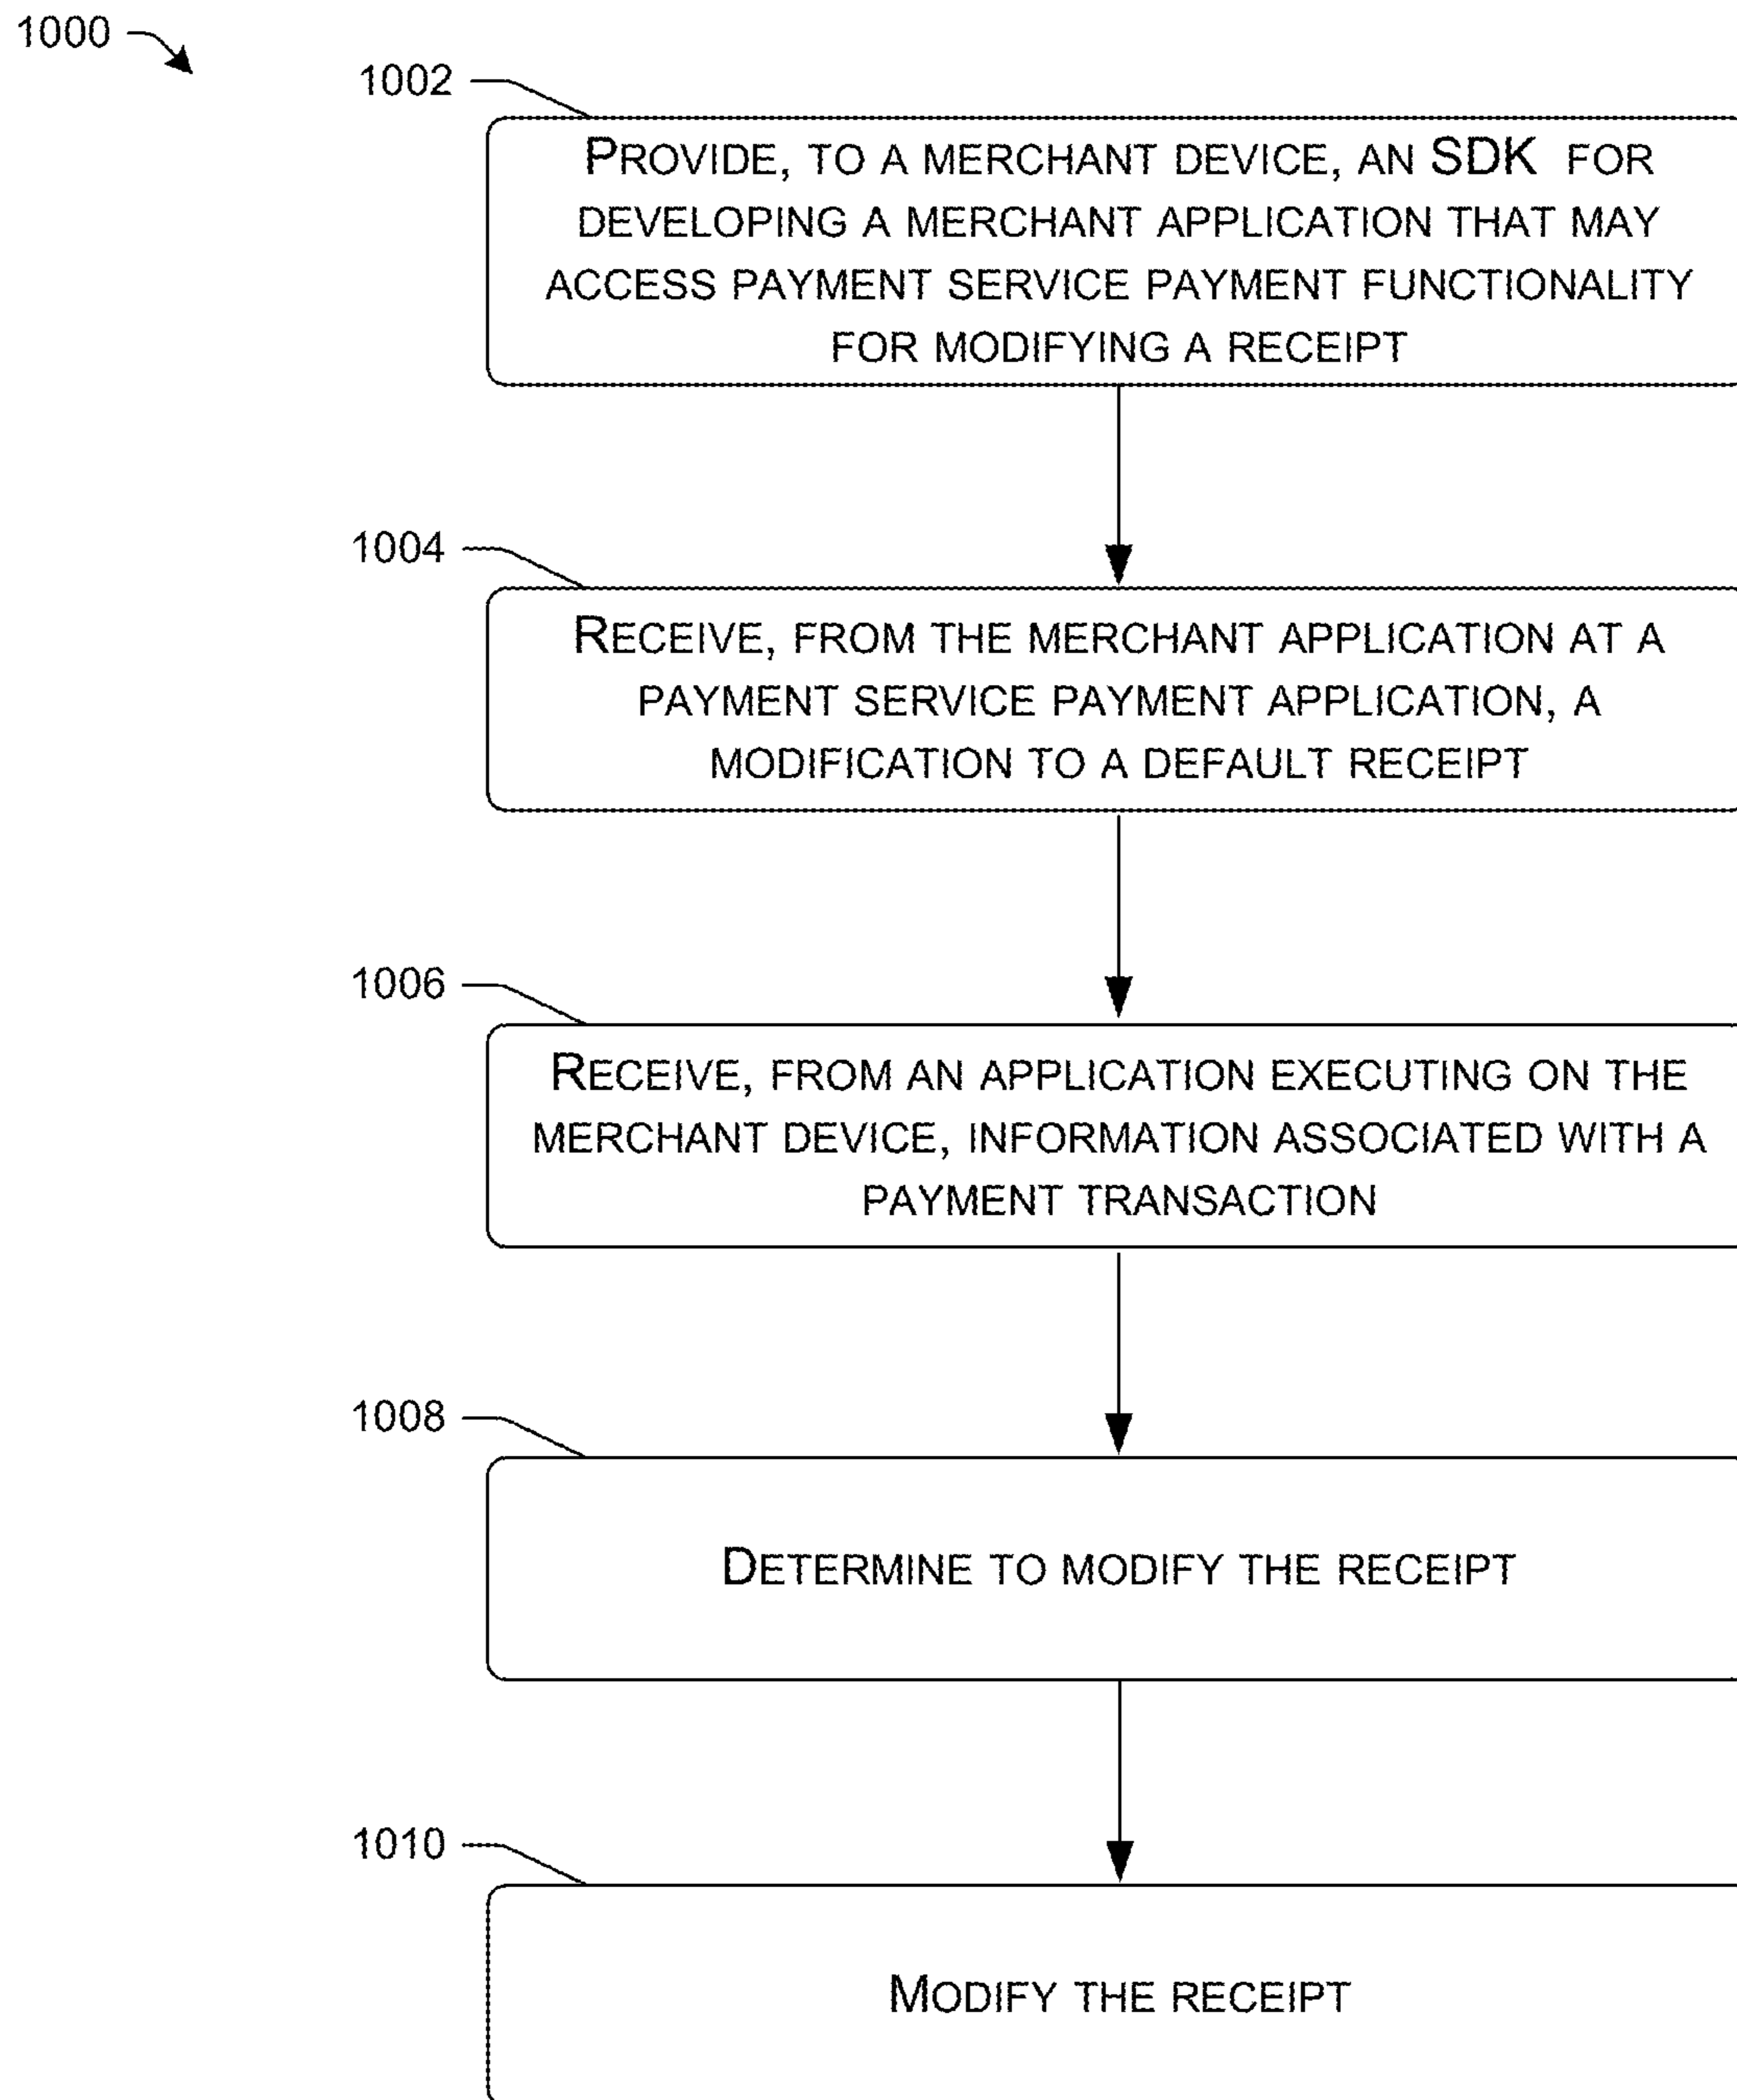 1000
1002
PROVIDE, TO A MERCHANT DEVICE, AN SDK FOR
DEVELOPING A MERCHANT APPLICATION THAT MAY
ACCESS PAYMENT SERVICE PAYMENT FUNCTIONALITY
FOR MODIFYING A RECEIPT
1004
RECEIVE, FROM THE MERCHANT APPLICATION AT A
PAYMENT SERVICE PAYMENT APPLICATION, A
MODIFICATION TO A DEFAULT RECEIPT
1006
RECEIVE, FROM AN APPLICATION EXECUTING ON THE
MERCHANT DEVICE, INFORMATION ASSOCIATED WITH A
PAYMENT TRANSACTION
1008
DETERMINE TO MODIFY THE RECEIPT
1010
MODIFY THE RECEIPT